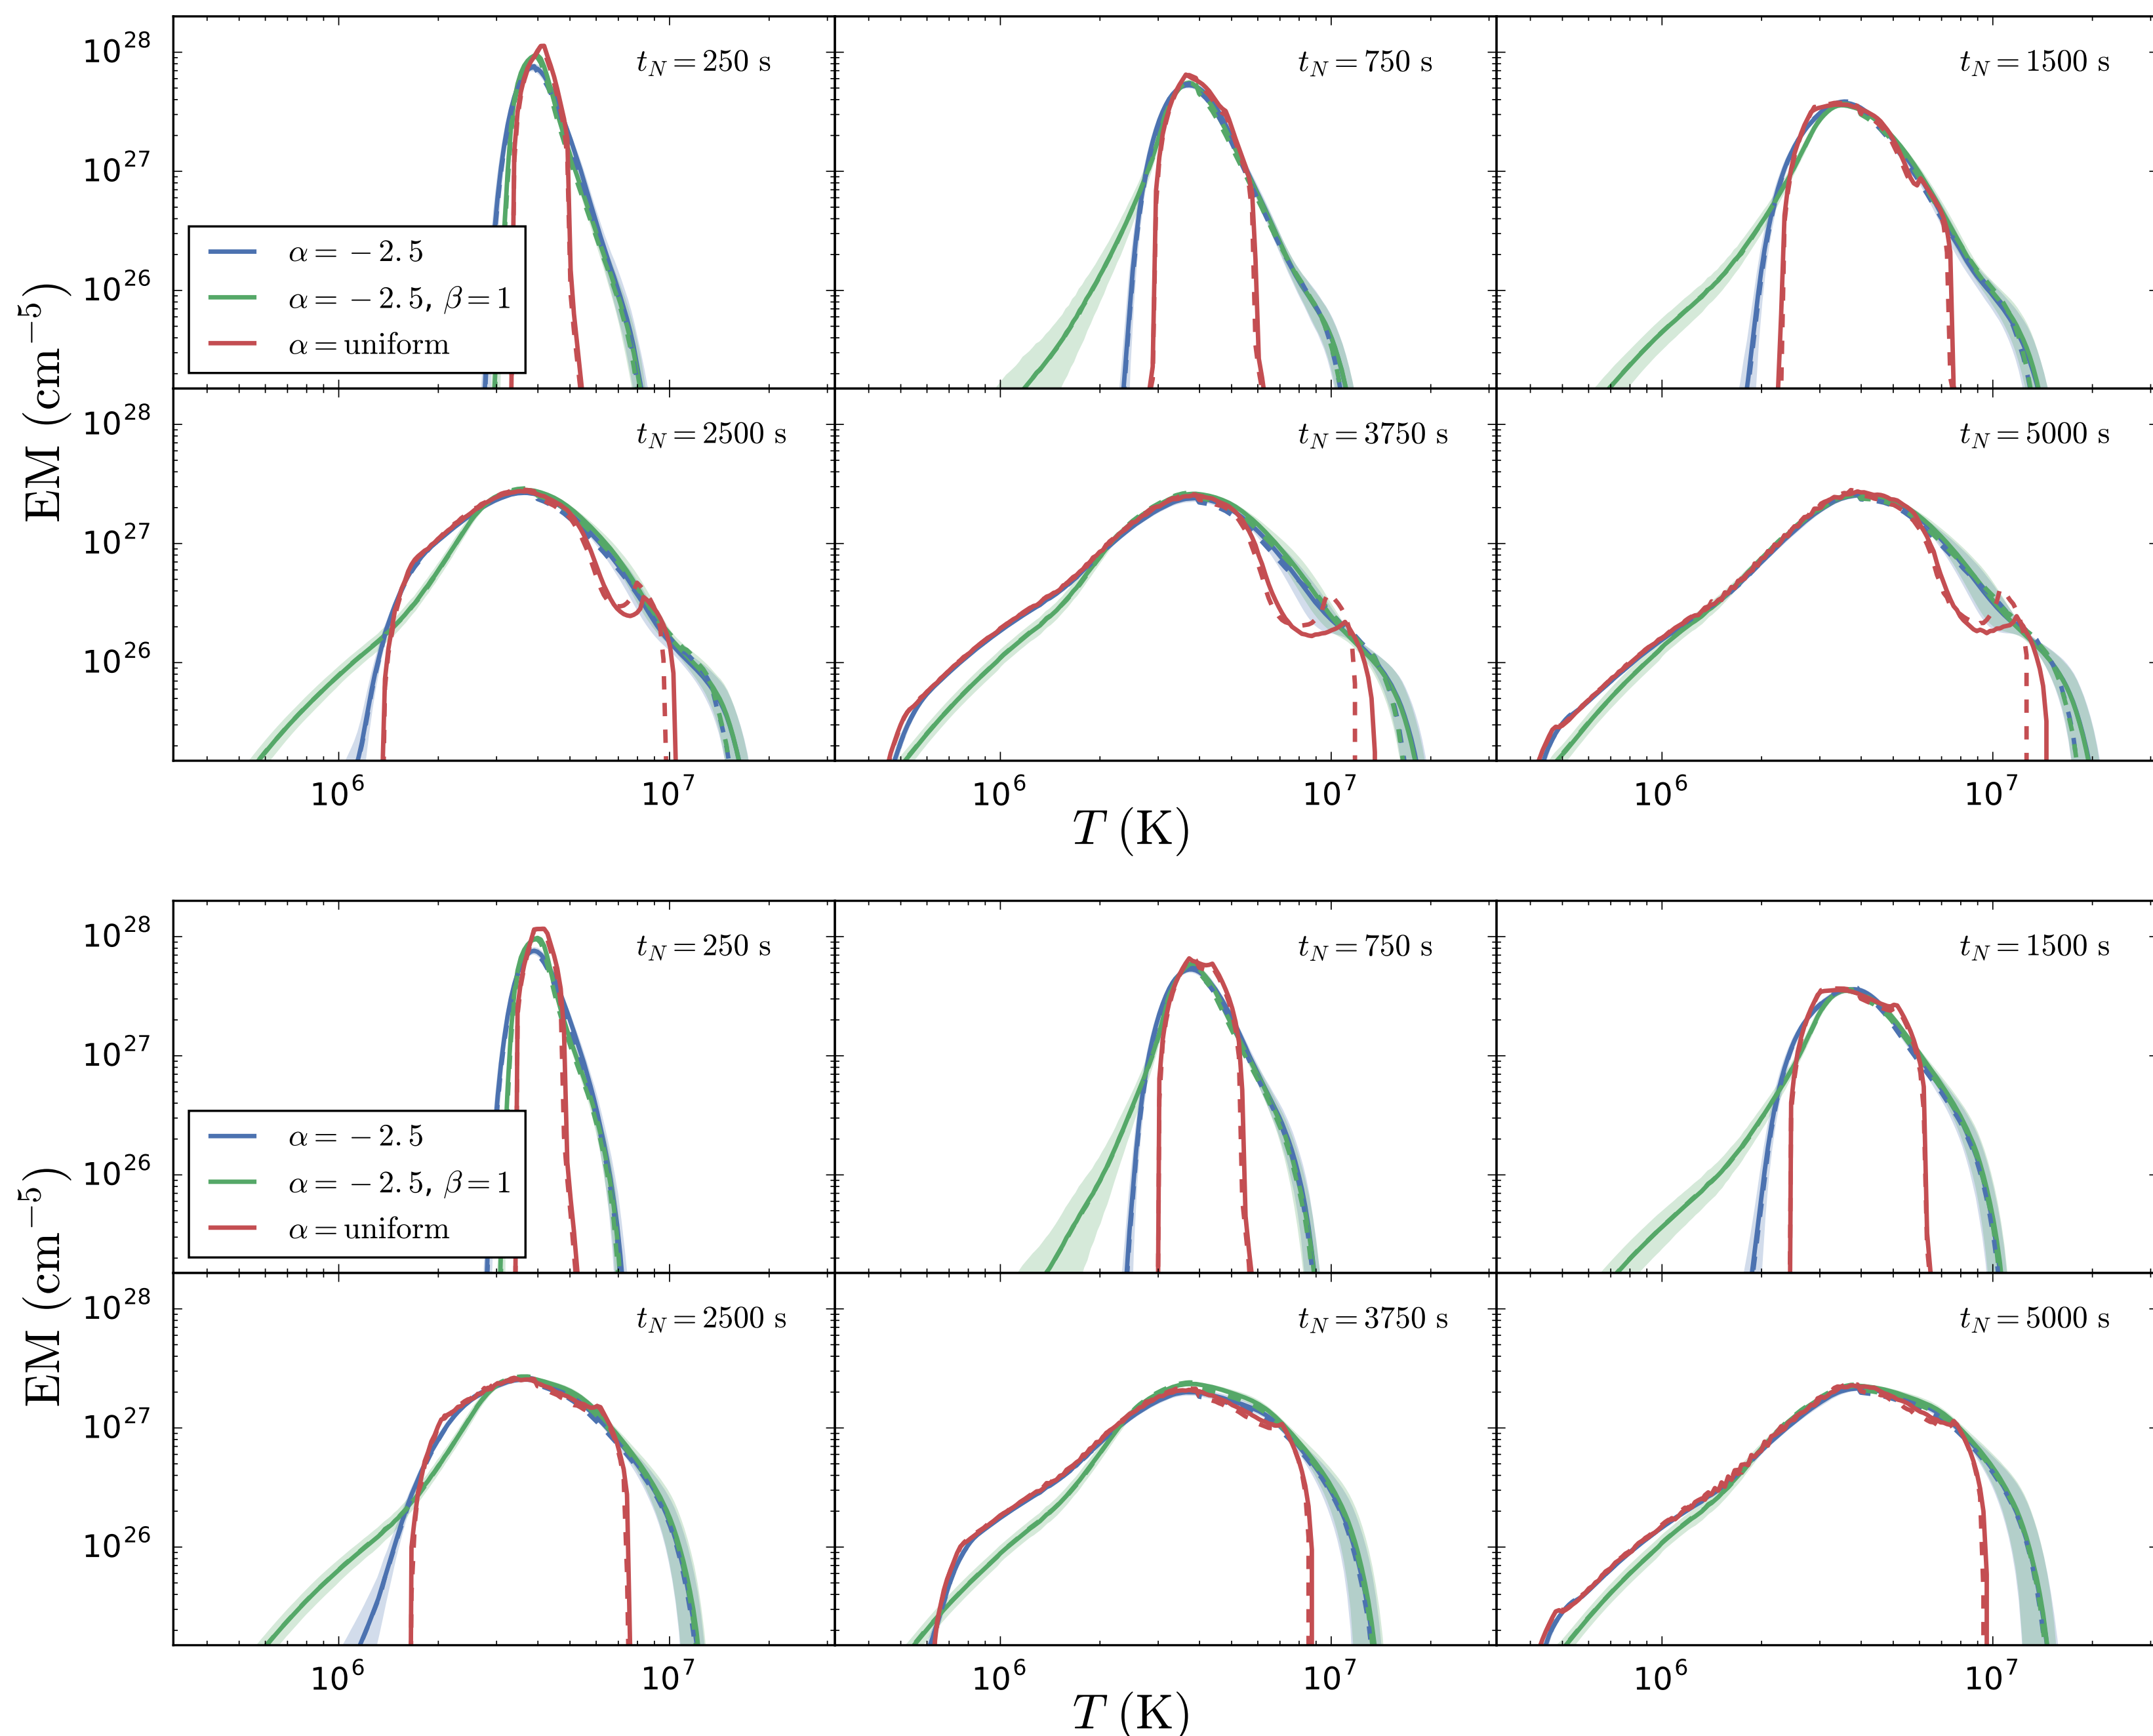 10^28
t_N = 250 s
t_N = 750 s
t_N = 1500 s
10^27
10^26
α = −2.5
α = −2.5, β = 1
α = uniform
EM (cm^−5)
10^28
t_N = 2500 s
t_N = 3750 s
t_N = 5000 s
10^27
10^26
10^6 10^7 10^6 10^7 10^6 10^7
T (K)
10^28
t_N = 250 s
t_N = 750 s
t_N = 1500 s
10^27
10^26
α = −2.5
α = −2.5, β = 1
α = uniform
EM (cm^−5)
10^28
t_N = 2500 s
t_N = 3750 s
t_N = 5000 s
10^27
10^26
10^6 10^7 10^6 10^7 10^6 10^7
T (K)